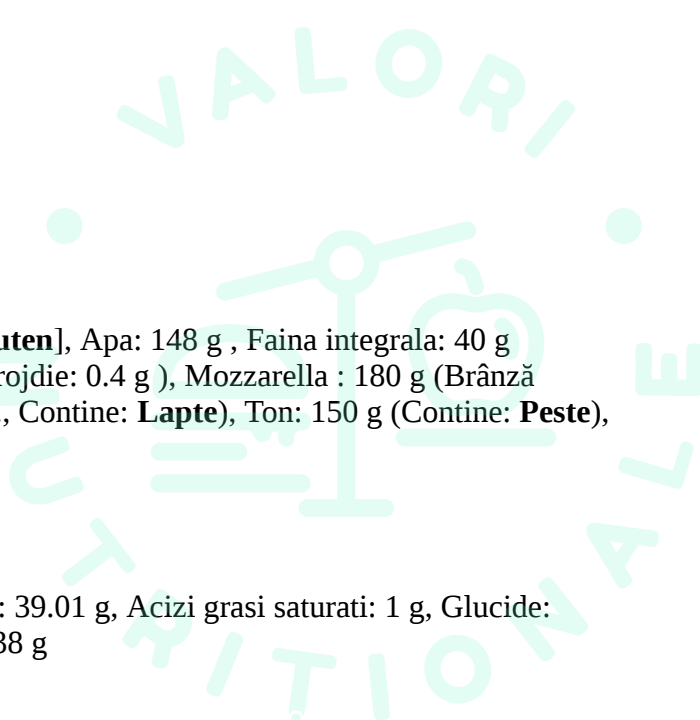 VALORI
uten], Apa: 148 g , Faina integrala: 40 g
rojdie: 0.4 g ), Mozzarella : 180 g (Brânză
., Contine: Lapte), Ton: 150 g (Contine: Peste),
: 39.01 g, Acizi grasi saturati: 1 g, Glucide:
38 g
UTRITIONALE